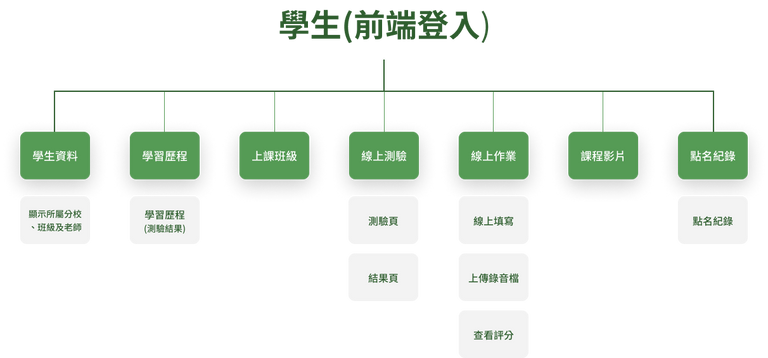 學生(前端登入)
學生資料
學習歷程
上課班級
線上測驗
線上作業
課程影片
點名紀錄
顯示所屬分校
、班級及老師
學習歷程
(測驗結果)
測驗頁
線上填寫
點名紀錄
結果頁
上傳錄音檔
查看評分